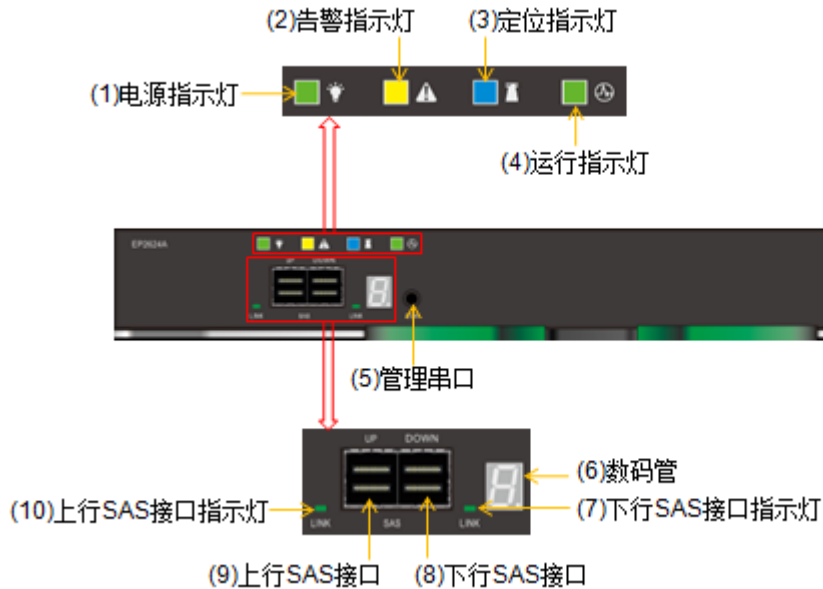 (2)告警指示灯
(3)定位指示灯
(1)电源指示灯
(4)运行指示灯
EP2624A
UP DOWN
LINK SAS LINK
(5)管理串口
UP DOWN
(6)数码管
(10)上行SAS接口指示灯
(7)下行SAS接口指示灯
LINK SAS LINK
(9)上行SAS接口
(8)下行SAS接口